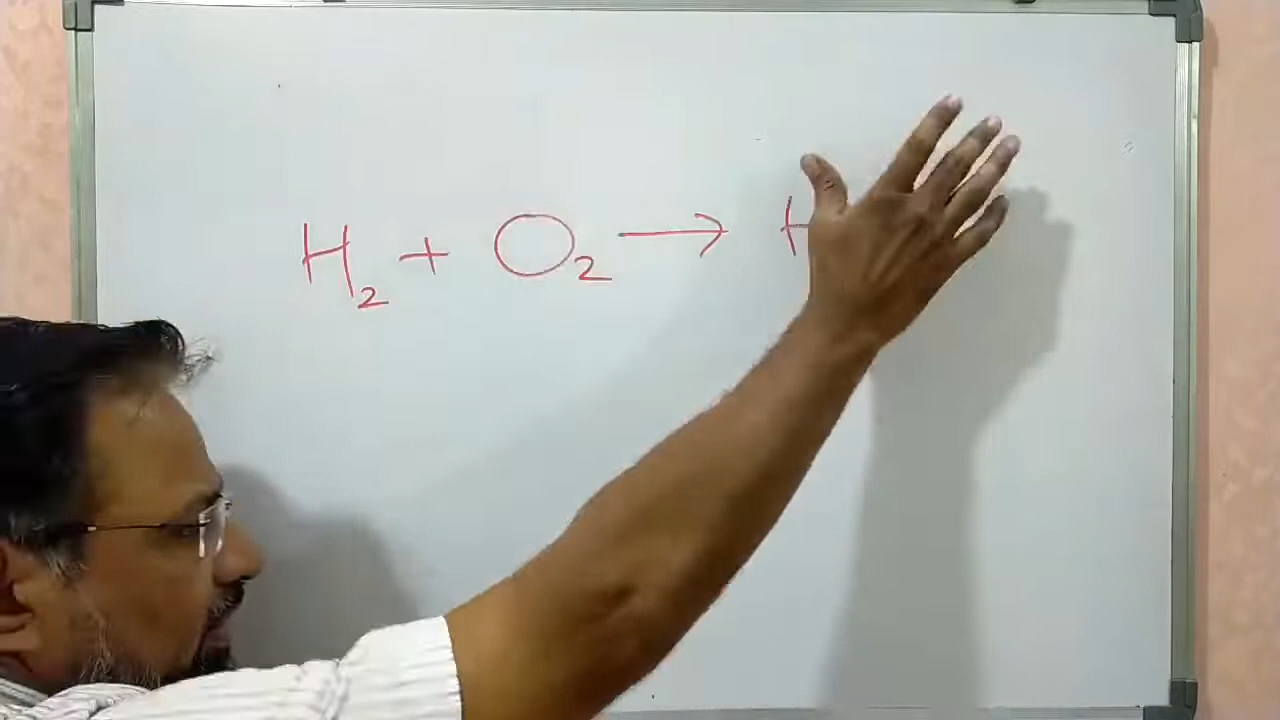 H₂ + O₂ → H